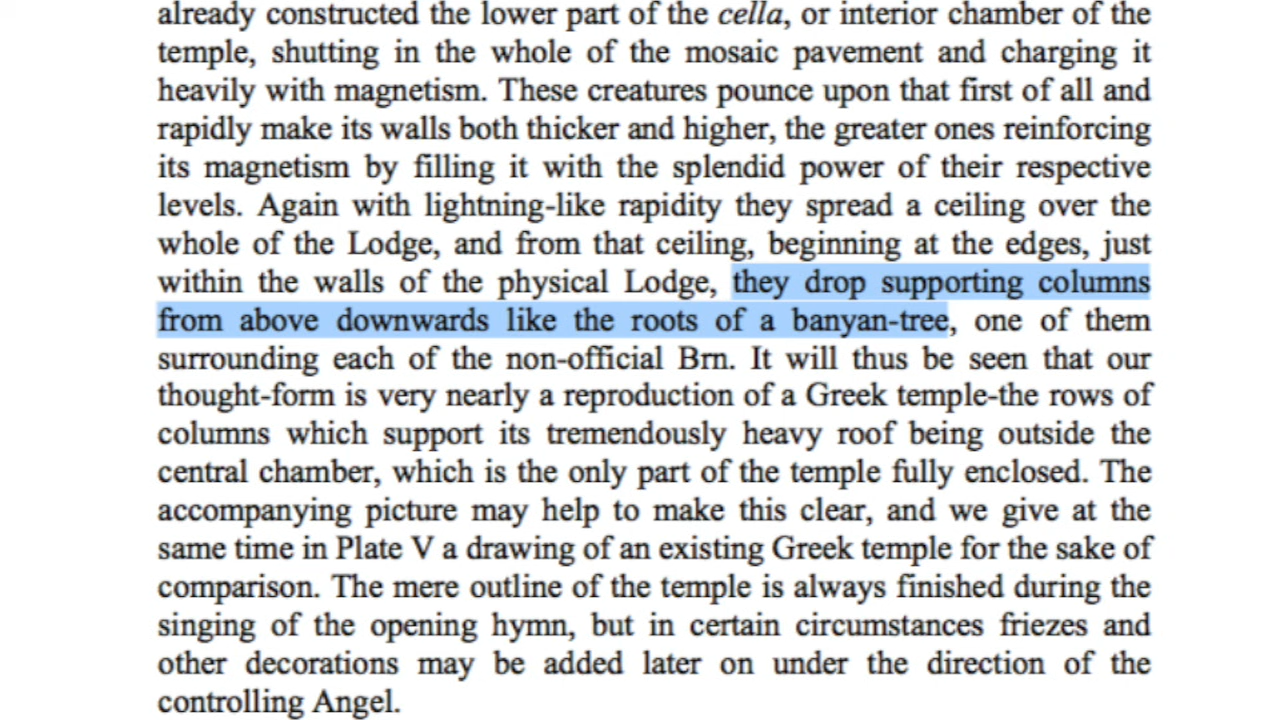 already constructed the lower part of the cella, or interior chamber of the
temple, shutting in the whole of the mosaic pavement and charging it
heavily with magnetism. These creatures pounce upon that first of all and
rapidly make its walls both thicker and higher, the greater ones reinforcing
its magnetism by filling it with the splendid power of their respective
levels. Again with lightning-like rapidity they spread a ceiling over the
whole of the Lodge, and from that ceiling, beginning at the edges, just
within the walls of the physical Lodge, they drop supporting columns
from above downwards like the roots of a banyan-tree, one of them
surrounding each of the non-official Brn. It will thus be seen that our
thought-form is very nearly a reproduction of a Greek temple-the rows of
columns which support its tremendously heavy roof being outside the
central chamber, which is the only part of the temple fully enclosed. The
accompanying picture may help to make this clear, and we give at the
same time in Plate V a drawing of an existing Greek temple for the sake of
comparison. The mere outline of the temple is always finished during the
singing of the opening hymn, but in certain circumstances friezes and
other decorations may be added later on under the direction of the
controlling Angel.